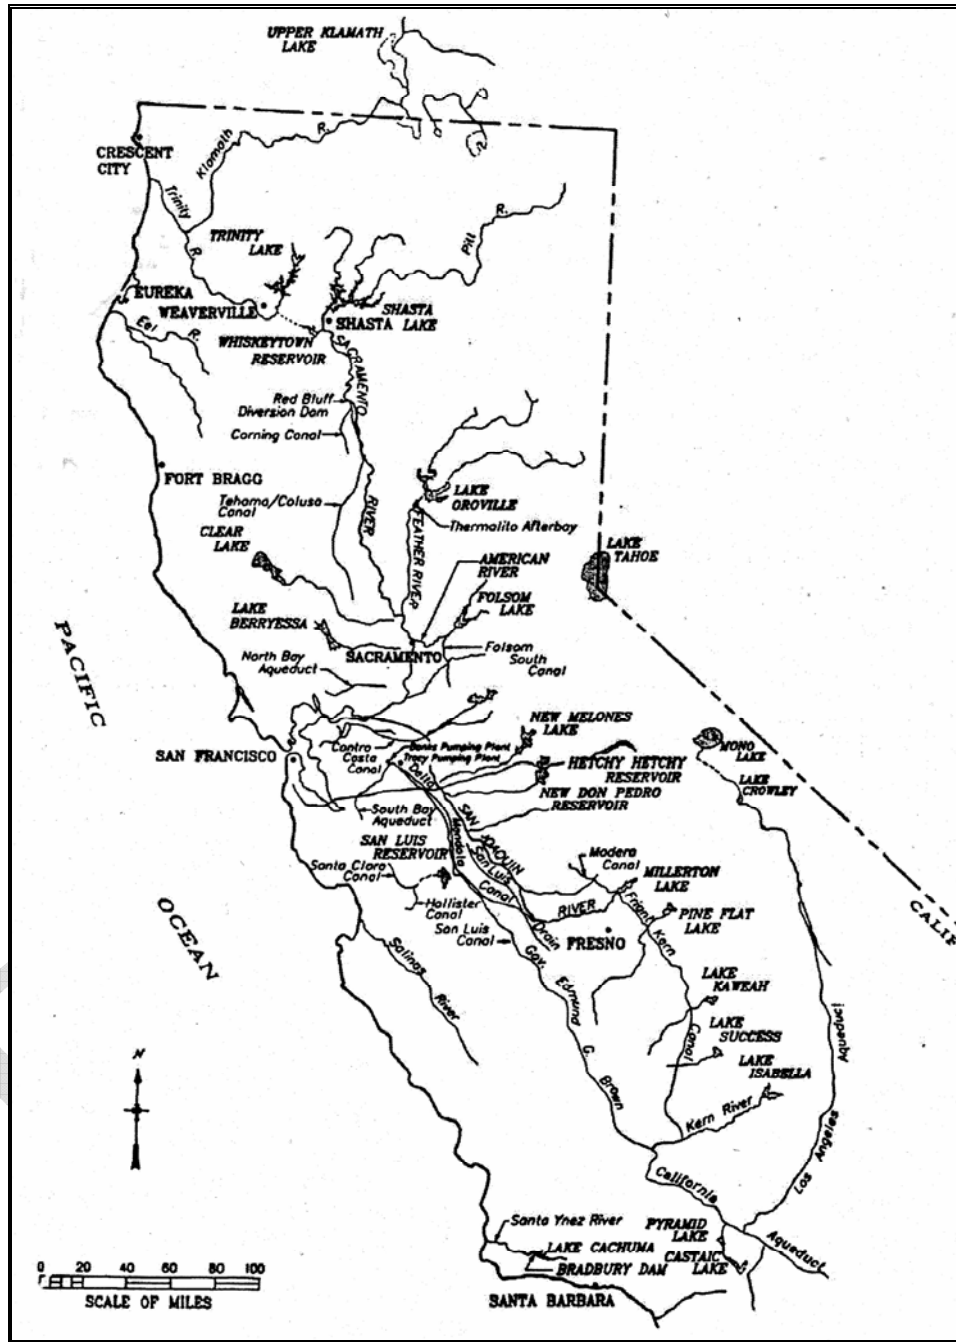 UPPER KLAMATH
LAKE
CRESCENT
CITY
Klamath
R.
Trinity
R.
TRINITY
LAKE
Pitt
R.
EUREKA
WEAVERVILLE
SHASTA
SHASTA LAKE
Eel
R.
WHISKEYTOWN
RESERVOIR
SACRAMENTO
RIVER
Red Bluff
Diversion Dam
Corning Canal
FORT BRAGG
Tehama/Colusa
Canal
LAKE
OROVILLE
Thermalito Afterbay
FEATHER RIVER
CLEAR
LAKE
AMERICAN
RIVER
LAKE
TAHOE
FOLSOM
LAKE
LAKE
BERRYESSA
SACRAMENTO
Folsom
South
Canal
North Bay
Aqueduct
PACIFIC
OCEAN
NEW MELONES
LAKE
MONO
LAKE
SAN FRANCISCO
Contra
Costa
Canal
Banks Pumping Plant
Tracy Pumping Plant
HETCHY HETCHY
RESERVOIR
LAKE
CROWLEY
NEW DON PEDRO
RESERVOIR
Delta
Mendota
Canal
South Bay
Aqueduct
SAN JOAQUIN
RIVER
SAN LUIS
RESERVOIR
San Luis
Drain
Madera
Canal
Santa Clara
Canal
MILLERTON
LAKE
Hollister
Canal
San Luis
Canal
Friant
Kern
Canal
PINE FLAT
LAKE
FRESNO
CALIF
Salinas
River
Gov.
Edmund
G.
Brown
LAKE
KAWEAH
LAKE
SUCCESS
LAKE
ISABELLA
Kern River
Los Angeles
Aqueduct
N
California
Aqueduct
Santa Ynez River
PYRAMID
LAKE
LAKE CACHUMA
CASTAIC
LAKE
BRADBURY DAM
SANTA BARBARA
0 20 40 60 80 100
SCALE OF MILES